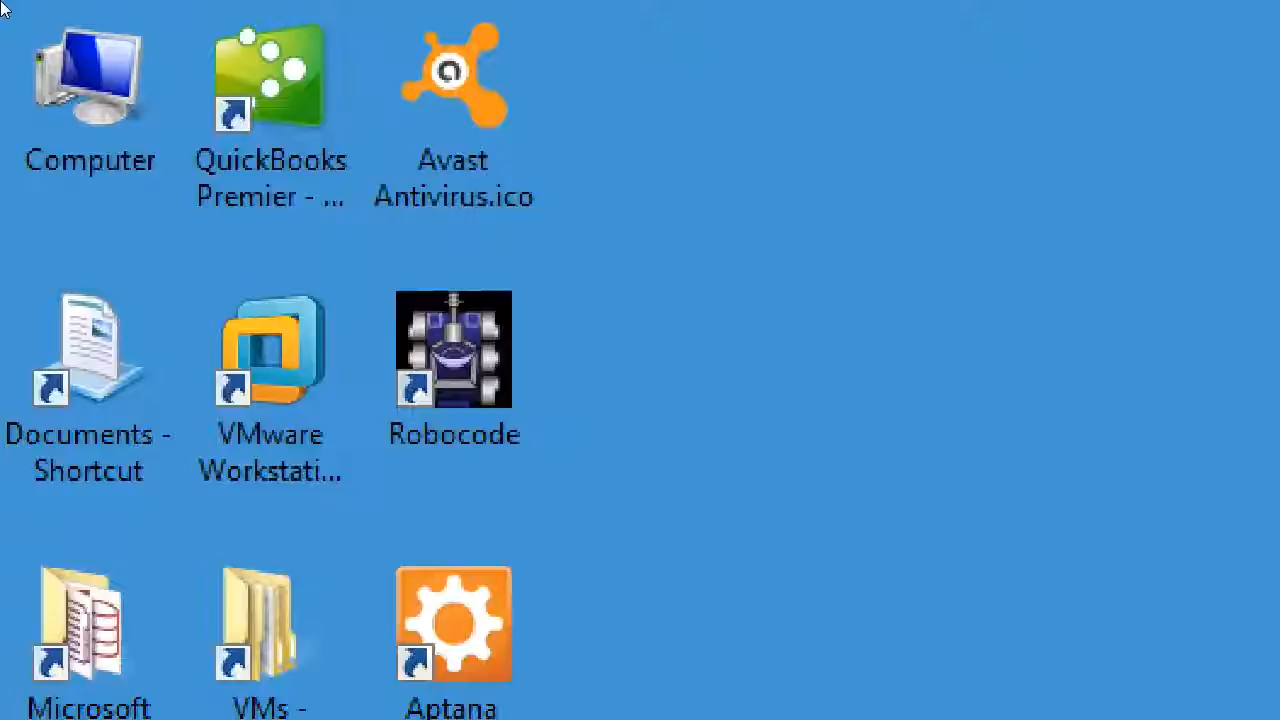 Computer
QuickBooks
Premier - ...
Avast
Antivirus.ico
Documents -
Shortcut
VMware
Workstati...
Robocode
Microsoft
VMs -
Aptana